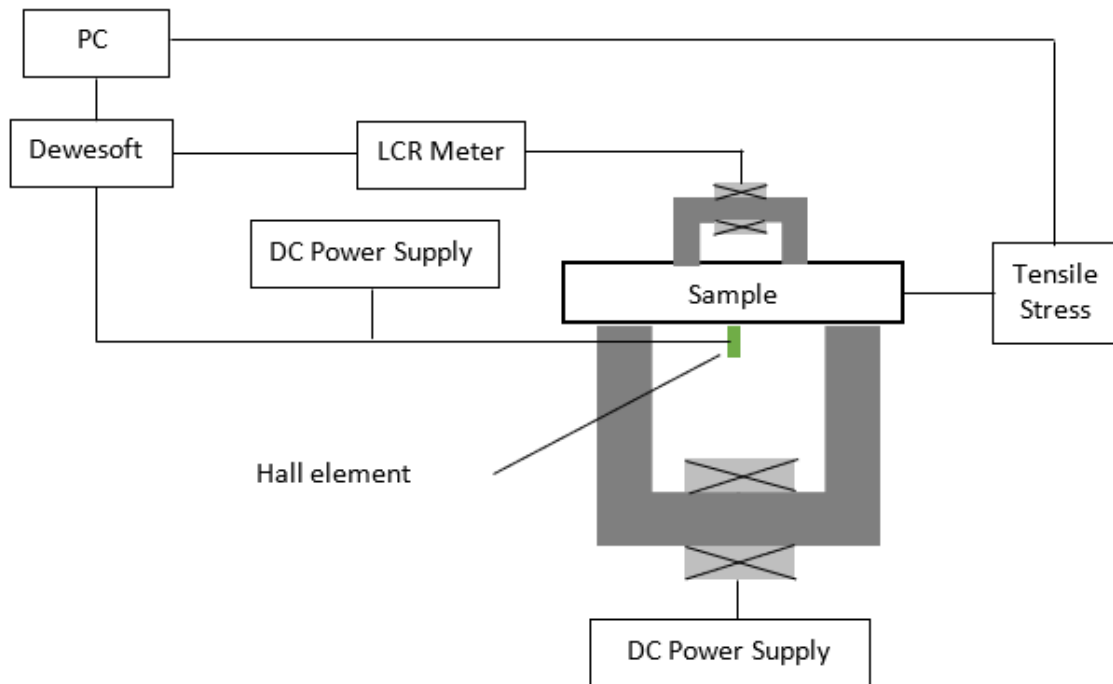 PC
Dewesoft
LCR Meter
DC Power Supply
Sample
Tensile
Stress
Hall element
DC Power Supply